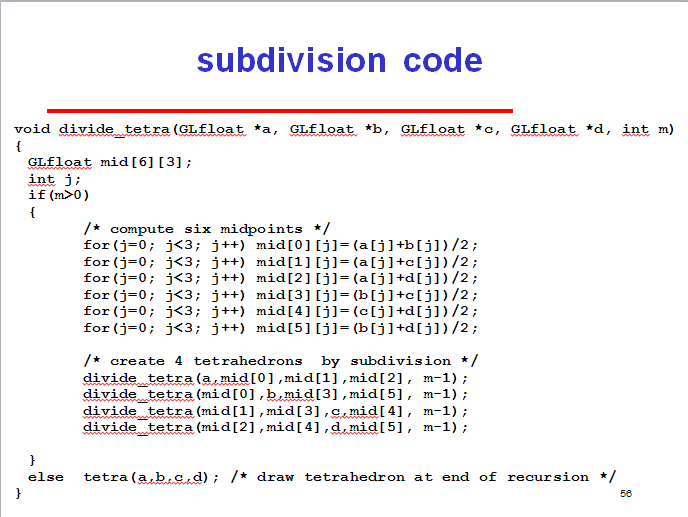 subdivision code
void divide_tetra(GLfloat *a, GLfloat *b, GLfloat *c, GLfloat *d, int m)
{
GLfloat mid[6][3];
int j;
if(m>0)
{
/* compute six midpoints */
for(j=0; j<3; j++) mid[0][j]=(a[j]+b[j])/2;
for(j=0; j<3; j++) mid[1][j]=(a[j]+c[j])/2;
for(j=0; j<3; j++) mid[2][j]=(a[j]+d[j])/2;
for(j=0; j<3; j++) mid[3][j]=(b[j]+c[j])/2;
for(j=0; j<3; j++) mid[4][j]=(c[j]+d[j])/2;
for(j=0; j<3; j++) mid[5][j]=(b[j]+d[j])/2;
/* create 4 tetrahedrons by subdivision */
divide_tetra(a,mid[0],mid[1],mid[2], m-1);
divide_tetra(mid[0],b,mid[3],mid[5], m-1);
divide_tetra(mid[1],mid[3],c,mid[4], m-1);
divide_tetra(mid[2],mid[4],d,mid[5], m-1);
}
else tetra(a,b,c,d); /* draw tetrahedron at end of recursion */
}
56